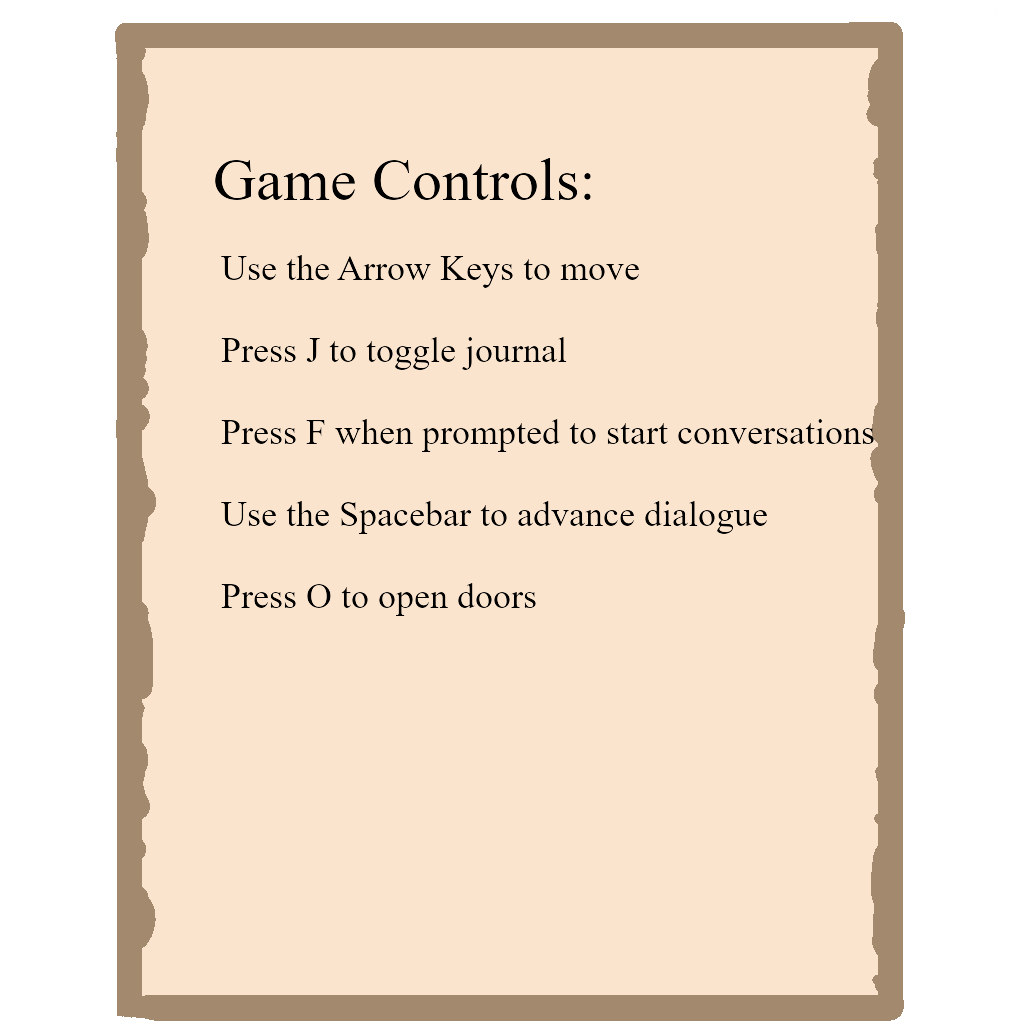 Game Controls:
Use the Arrow Keys to move
Press J to toggle journal
Press F when prompted to start conversations
Use the Spacebar to advance dialogue
Press O to open doors